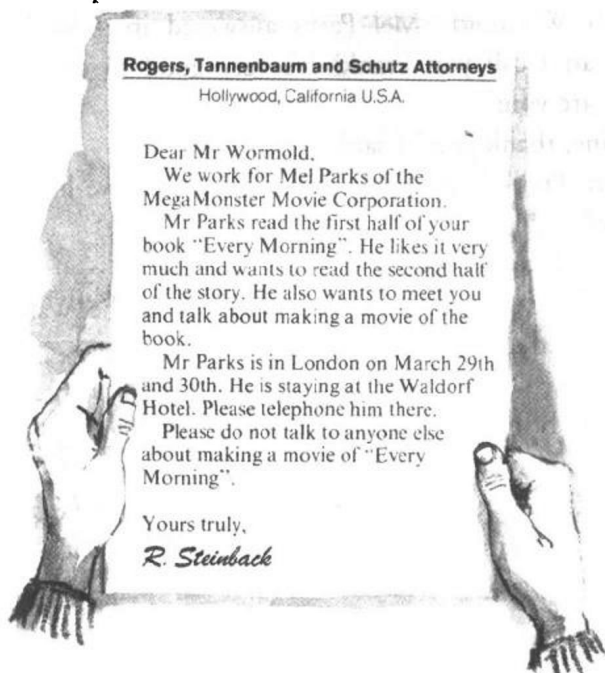 Rogers, Tannenbaum and Schutz Attorneys
Hollywood, California U.S.A.
Dear Mr Wormold,
We work for Mel Parks of the
MegaMonster Movie Corporation.
Mr Parks read the first half of your
book "Every Morning". He likes it very
much and wants to read the second half
of the story. He also wants to meet you
and talk about making a movie of the
book.
Mr Parks is in London on March 29th
and 30th. He is staying at the Waldorf
Hotel. Please telephone him there.
Please do not talk to anyone else
about making a movie of "Every
Morning".
Yours truly,
R. Steinback